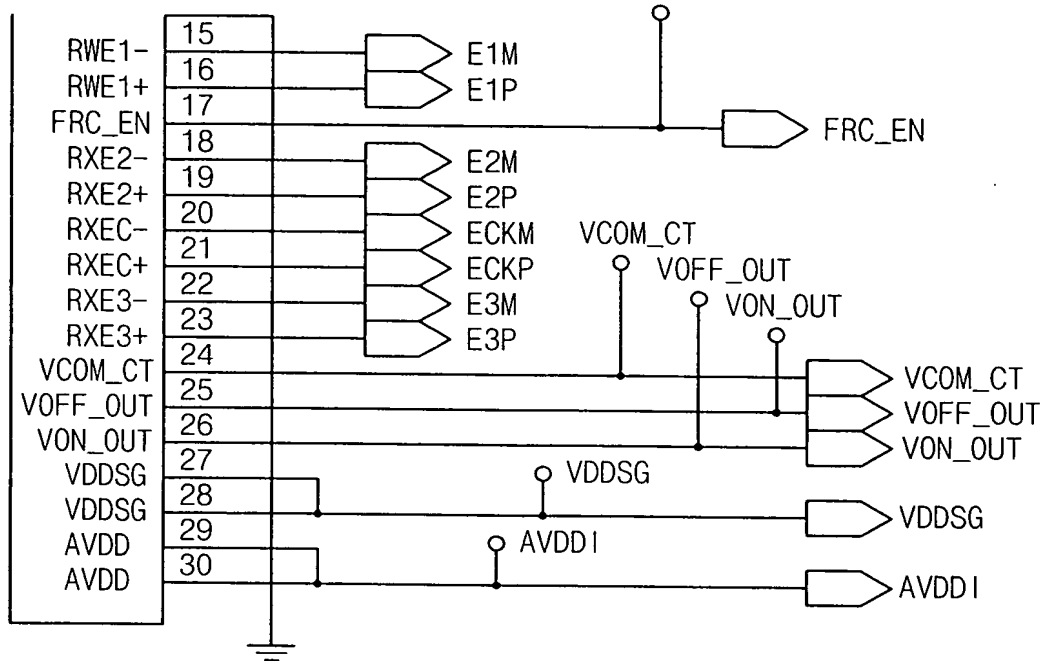 RWE1- 15 E1M
RWE1+ 16 E1P
FRC_EN 17 FRC_EN
RXE2- 18 E2M
RXE2+ 19 E2P
RXEC- 20 ECKM VCOM_CT
RXEC+ 21 ECKP VOFF_OUT
RXE3- 22 E3M VON_OUT
RXE3+ 23 E3P
VCOM_CT 24 VCOM_CT
VOFF_OUT 25 VOFF_OUT
VON_OUT 26 VON_OUT
VDDSG 27 VDDSG
VDDSG 28 VDDSG
AVDD 29 AVDDI
AVDD 30 AVDDI